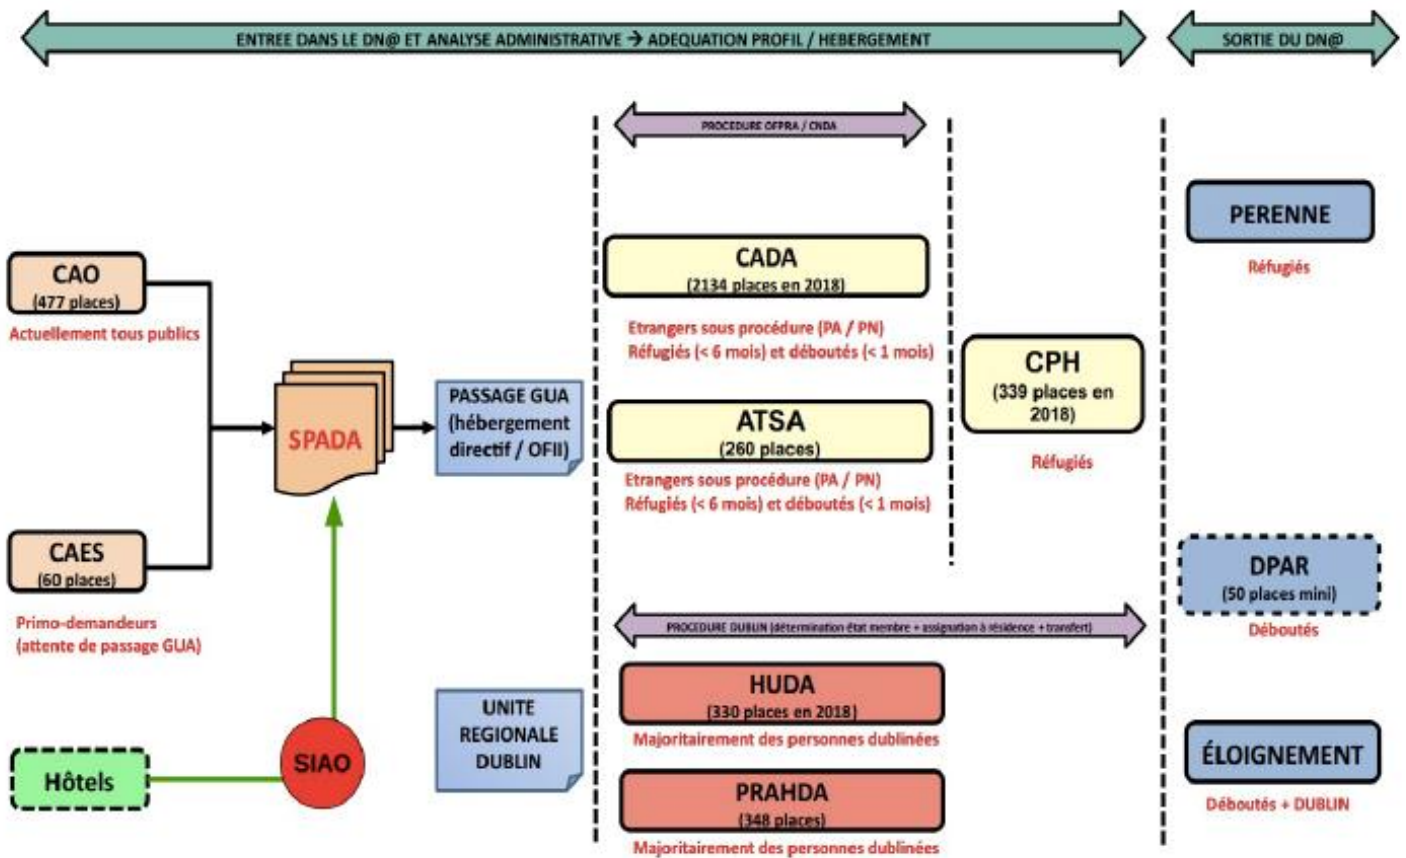 ENTREE DANS LE DN@ ET ANALYSE ADMINISTRATIVE → ADEQUATION PROFIL / HEBERGEMENT
SORTIE DU DN@
PROCEDURE OFPRA / CNDA
CAO
(477 places)
Actuellement tous publics
CAES
(60 places)
Primo-demandeurs
(attente de passage GUA)
Hôtels
SIAO
SPADA
PASSAGE GUA
(hébergement
directif / OFII)
UNITE
REGIONALE
DUBLIN
CADA
(2134 places en 2018)
Etrangers sous procédure (PA / PN)
Réfugiés (< 6 mois) et déboutés (< 1 mois)
ATSA
(260 places)
Etrangers sous procédure (PA / PN)
Réfugiés (< 6 mois) et déboutés (< 1 mois)
CPH
(339 places en
2018)
Réfugiés
PROCEDURE DUBLIN (détermination état membre + assignation à résidence + transfert)
HUDA
(330 places en 2018)
Majoritairement des personnes dublinées
PRAHDA
(348 places)
Majoritairement des personnes dublinées
PERENNE
Réfugiés
DPAR
(50 places mini)
Déboutés
ÉLOIGNEMENT
Déboutés + DUBLIN